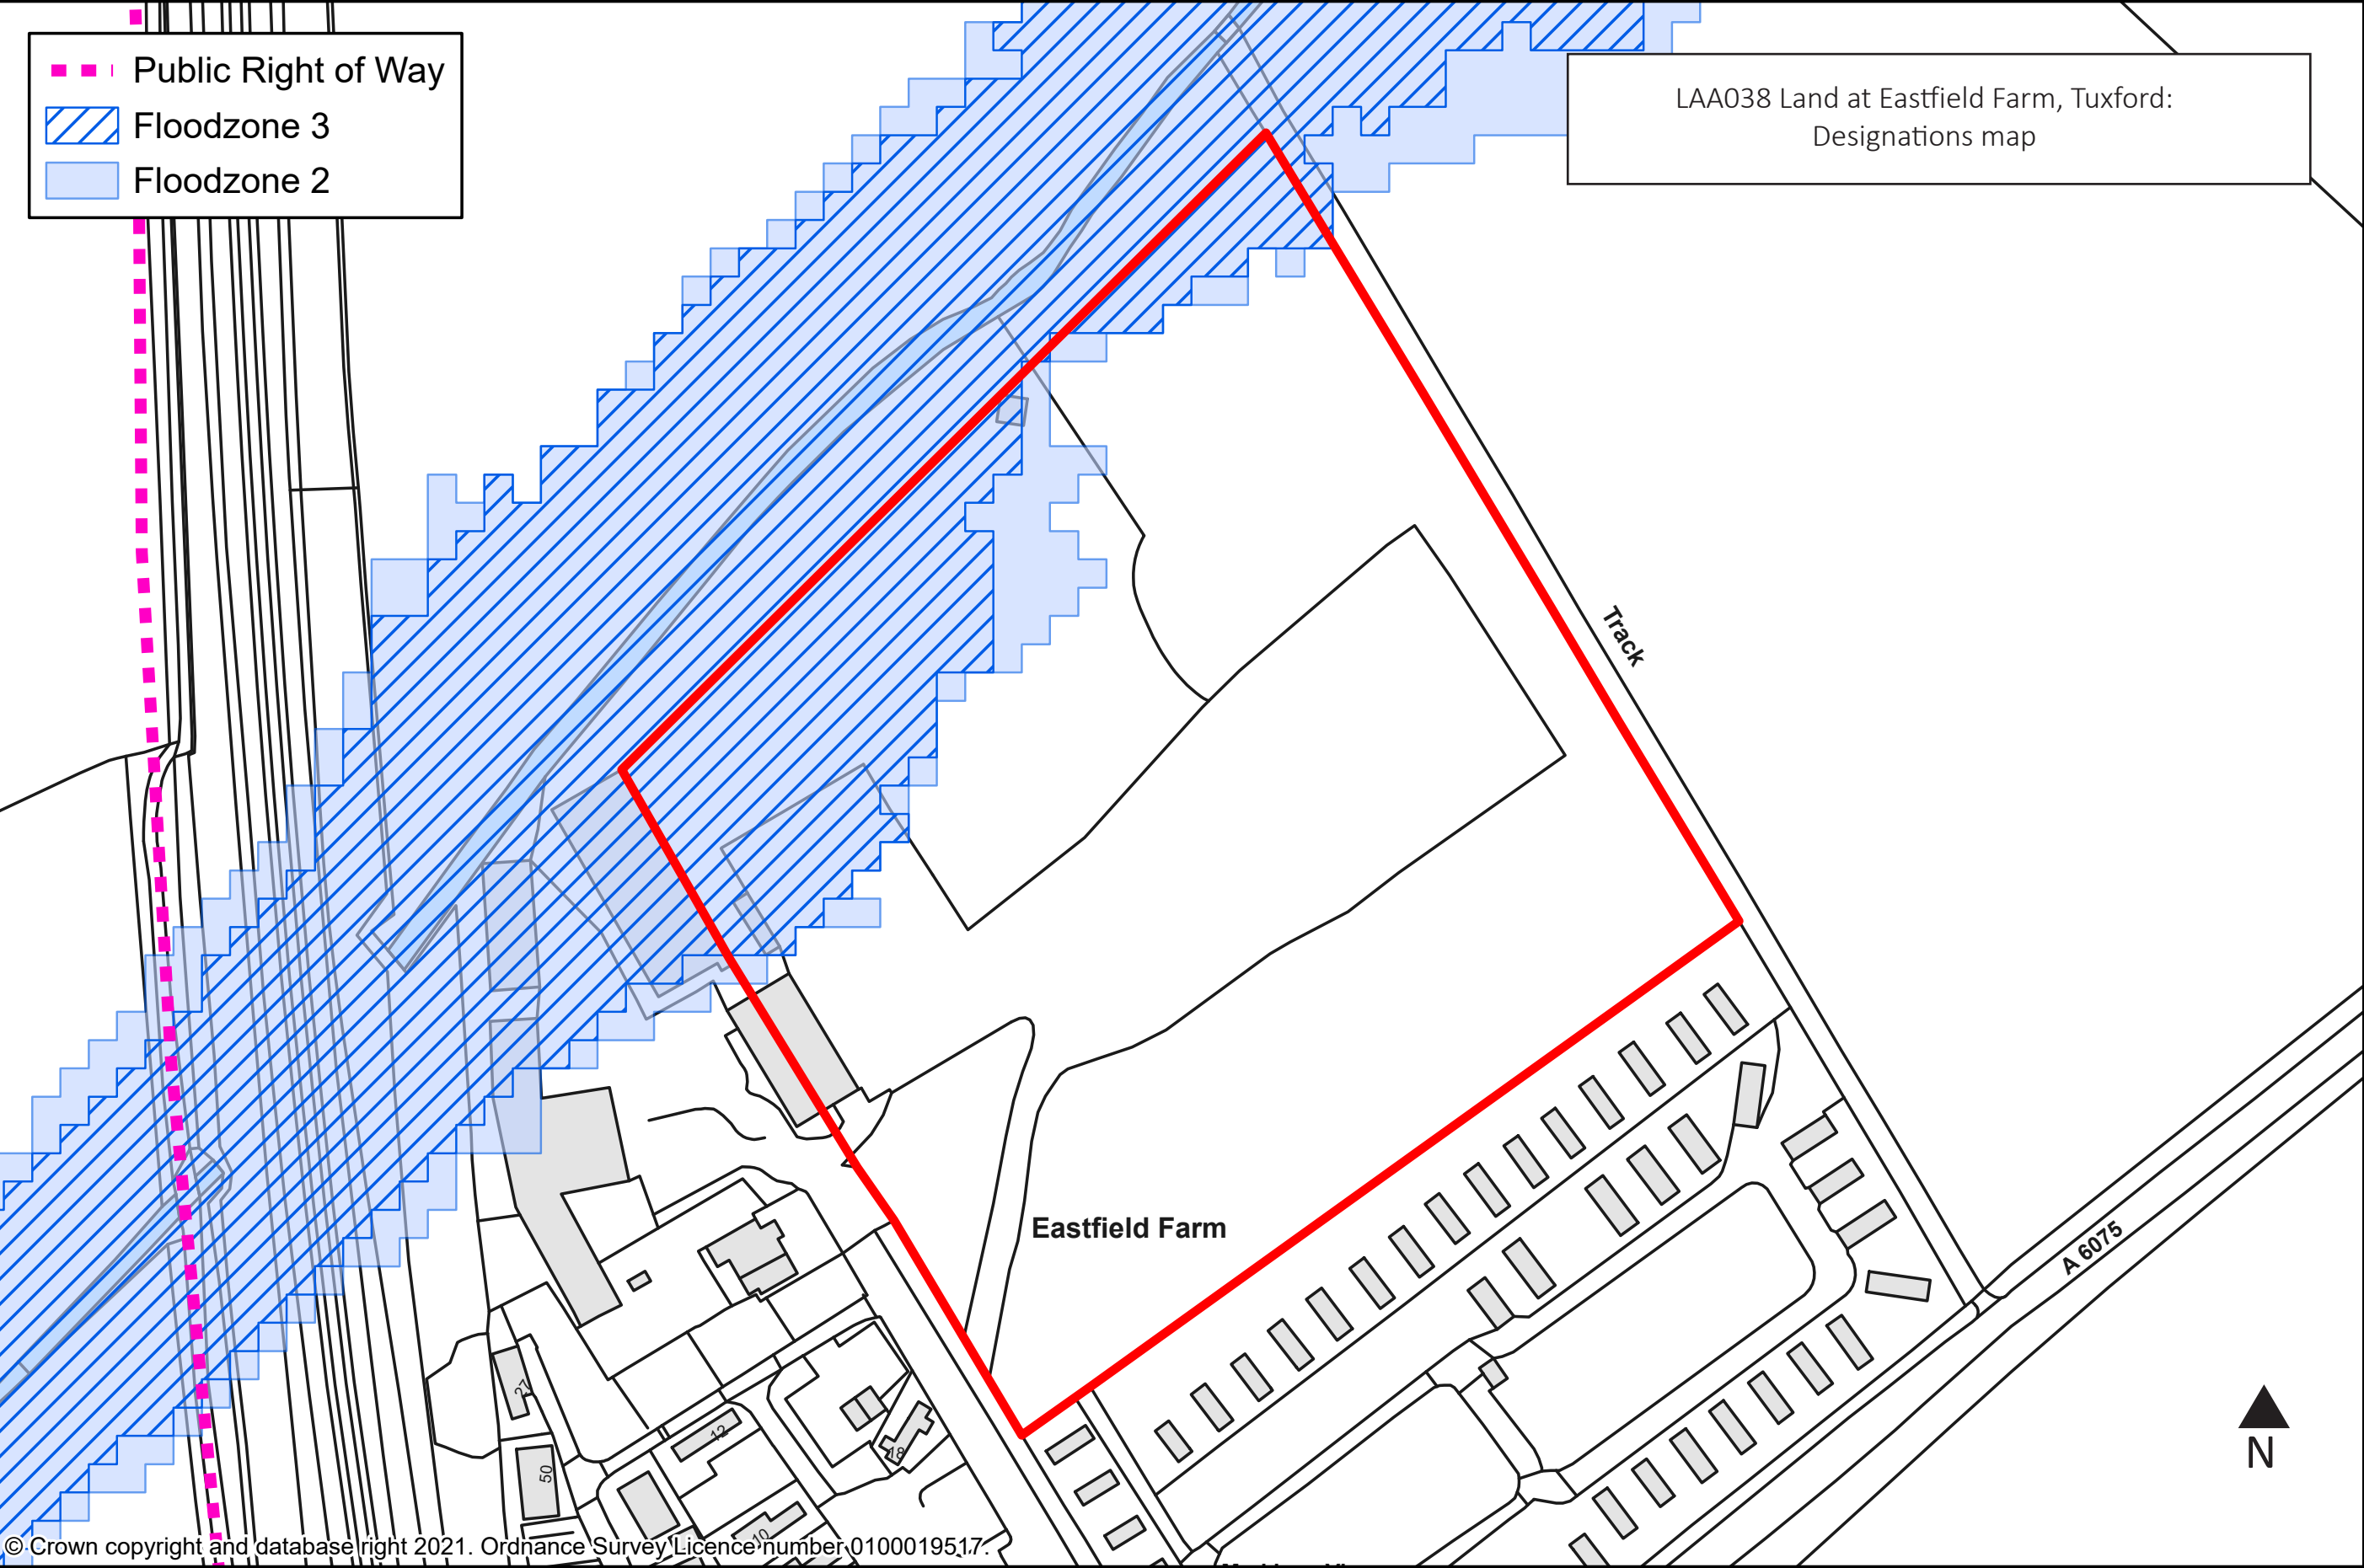 Public Right of Way
Floodzone 3
Floodzone 2
LAA038 Land at Eastfield Farm, Tuxford:
Designations map
Track
Eastfield Farm
A 6075
27
12
18
50
10
N
© Crown copyright and database right 2021. Ordnance Survey Licence number 0100019517.